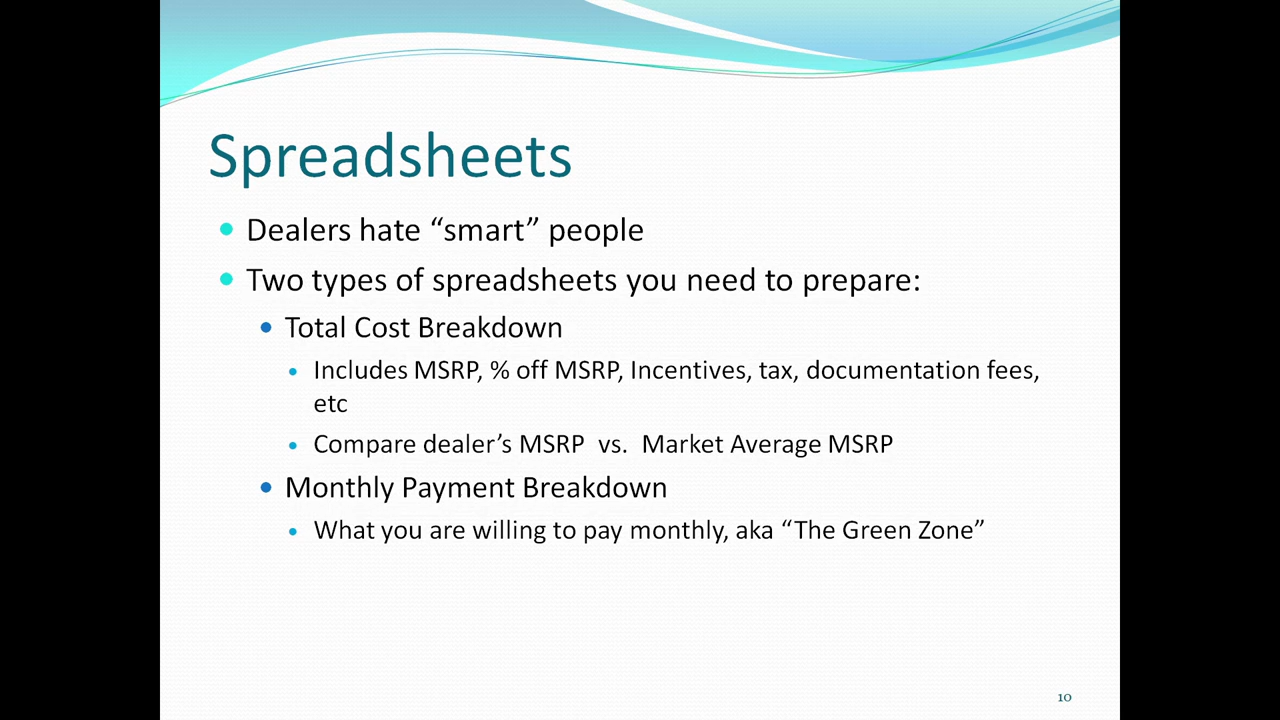 Spreadsheets
Dealers hate “smart” people
Two types of spreadsheets you need to prepare:
Total Cost Breakdown
Includes MSRP, % off MSRP, Incentives, tax, documentation fees,
etc
Compare dealer’s MSRP vs. Market Average MSRP
Monthly Payment Breakdown
What you are willing to pay monthly, aka “The Green Zone”
10